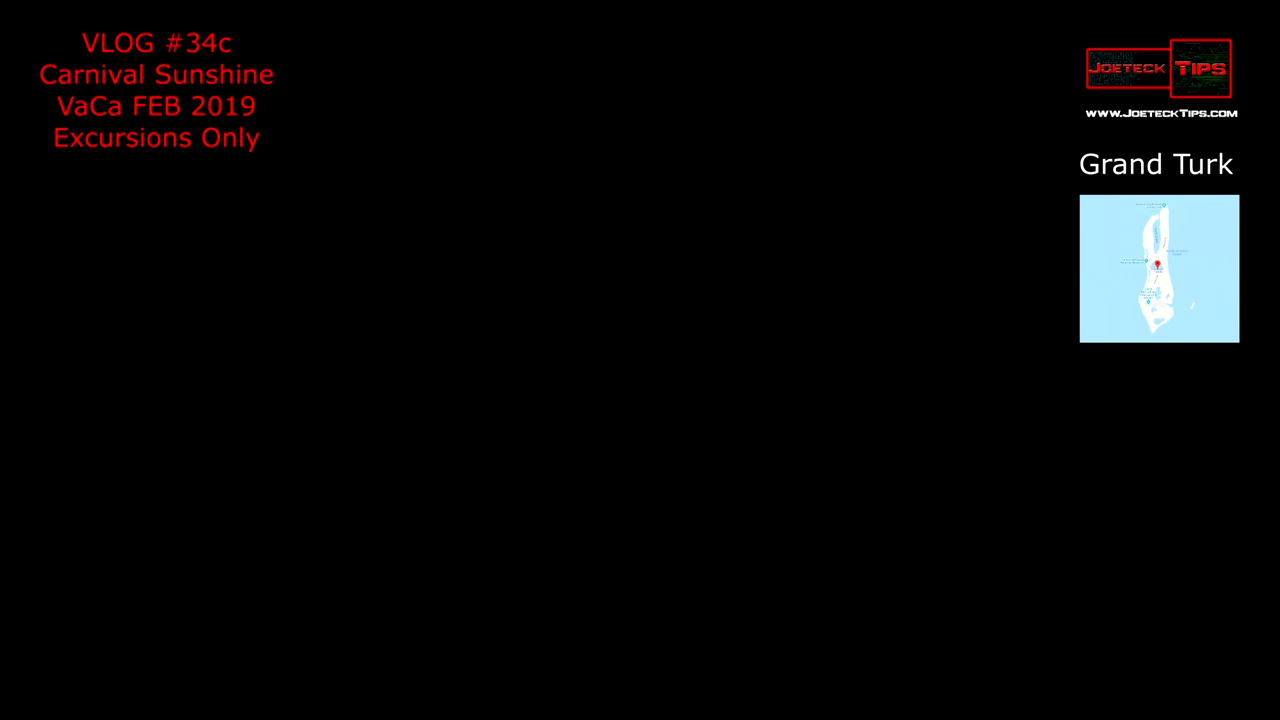 VLOG #34c
Carnival Sunshine
VaCa FEB 2019
Excursions Only
JOETECK TIPS
WWW.JOETECKTIPS.COM
Grand Turk